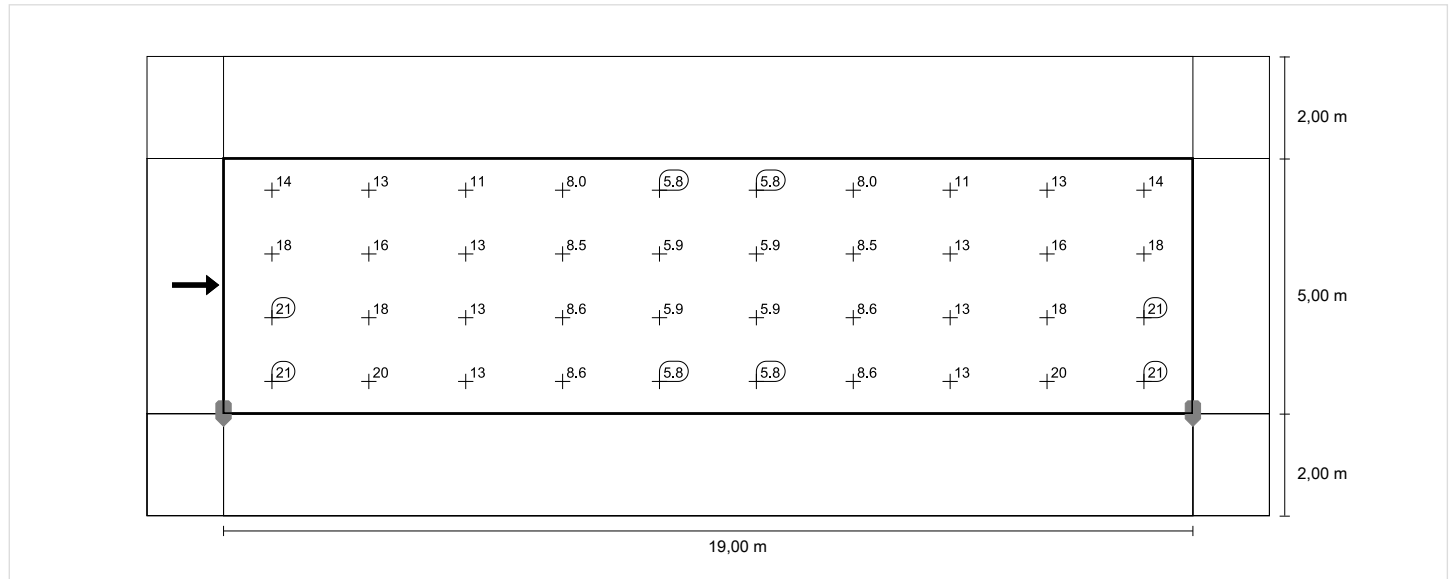 2,00 m
14 13 11 8.0 5.8 5.8 8.0 11 13 14
18 16 13 8.5 5.9 5.9 8.5 13 16 18
5,00 m
21 18 13 8.6 5.9 5.9 8.6 13 18 21
21 20 13 8.6 5.8 5.8 8.6 13 20 21
2,00 m
19,00 m